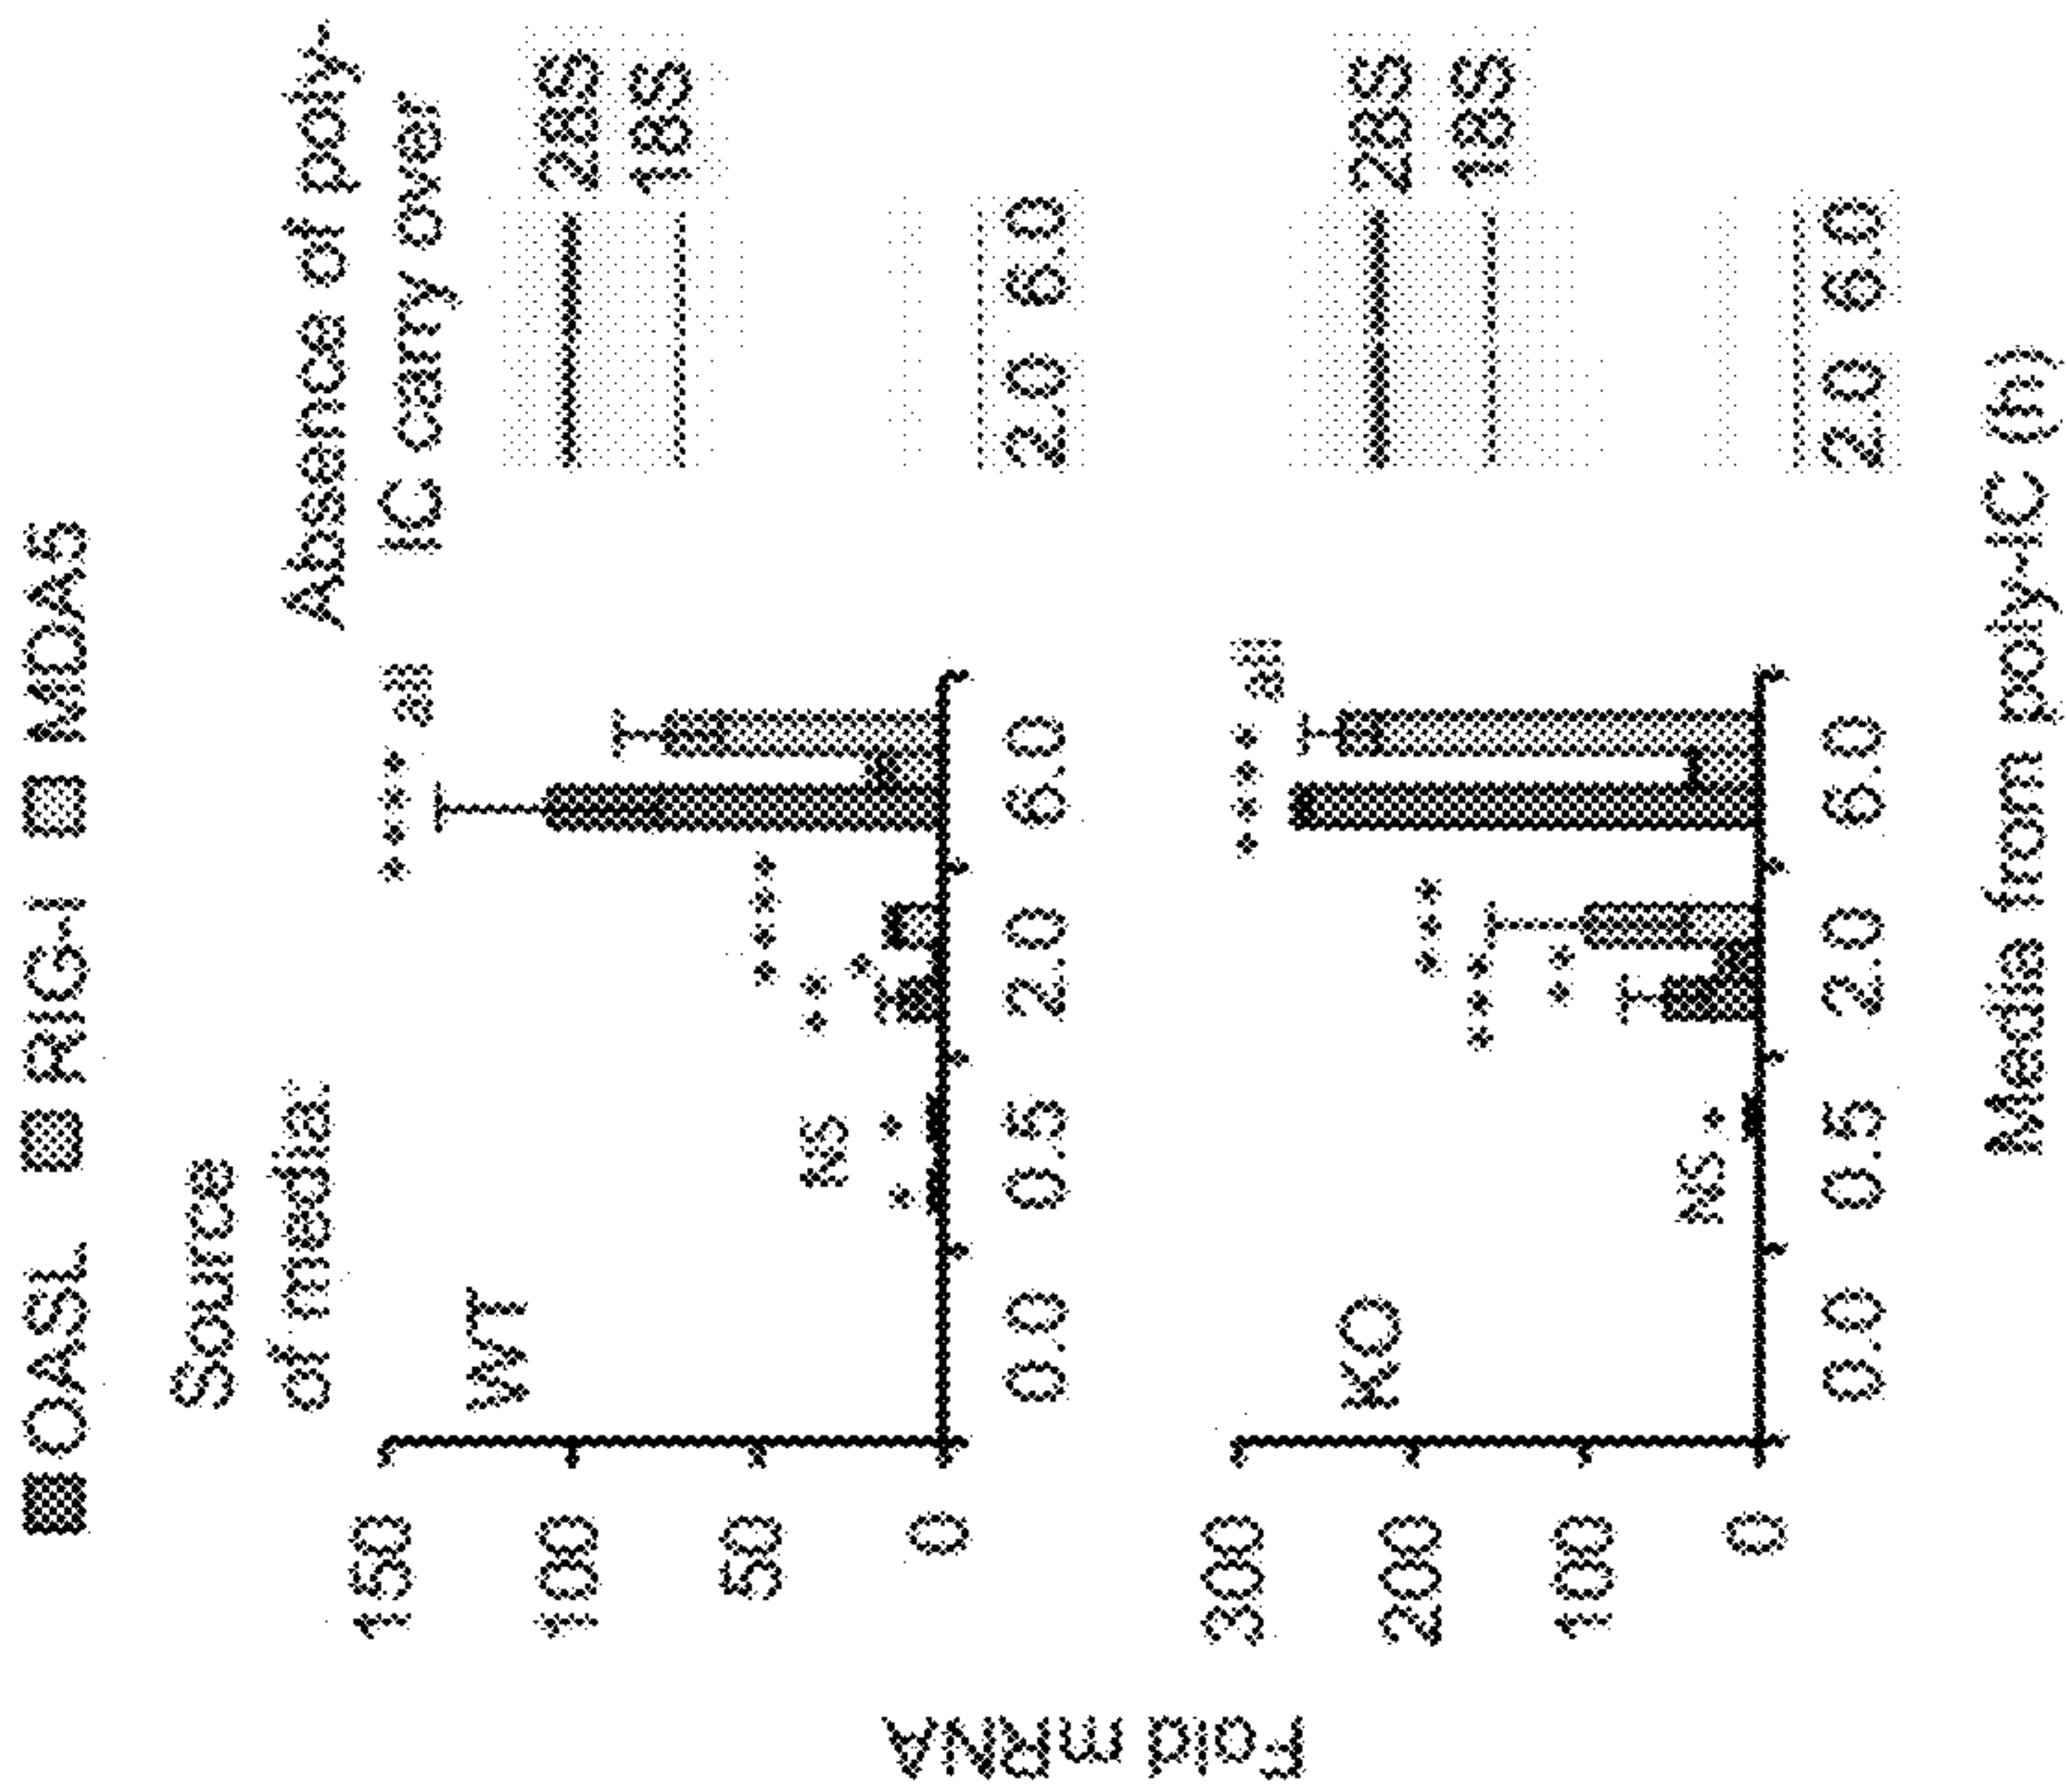 OASL RIG-I MDA5
Source
of media
Absence of poly-
IC carry over
Fold mRNA
WT
150
100
50
0
NS
*
*
**
*
****
**** all
0.0 0.5 2.0 6.0
28S
18S
2.0 6.0
KO
300
200
100
0
NS
*
***
**
***
**** all
0.0 0.5 2.0 6.0
28S
18S
2.0 6.0
Media from poly-IC (h)